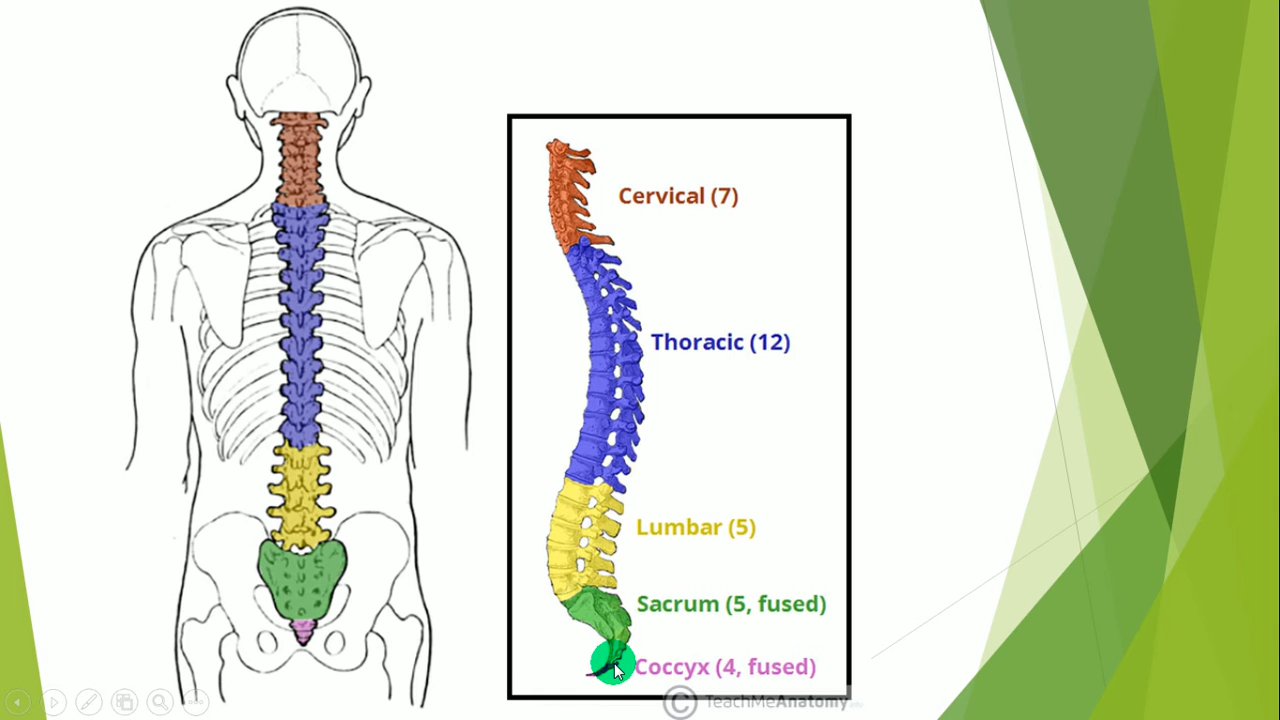 Cervical (7)
Thoracic (12)
Lumbar (5)
Sacrum (5, fused)
Coccyx (4, fused)
© TeachMeAnatomy